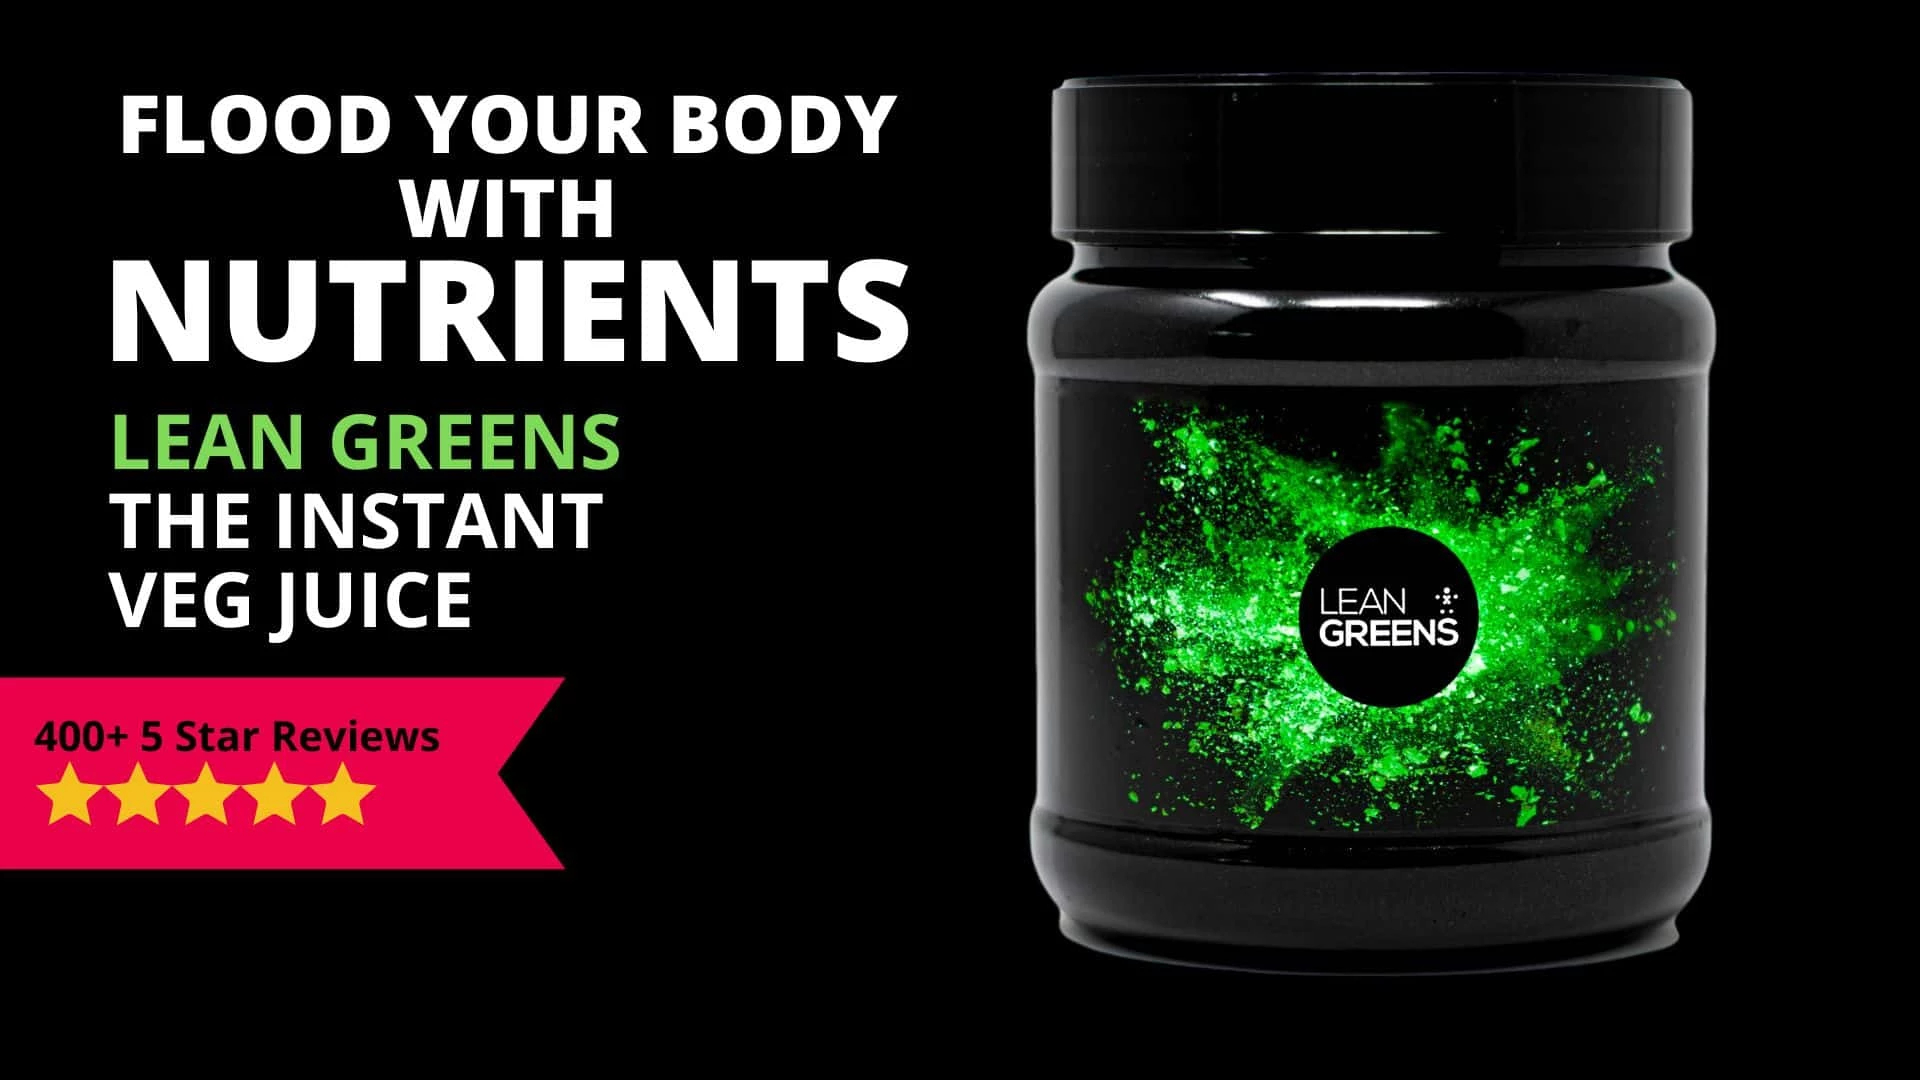 FLOOD YOUR BODY
WITH
NUTRIENTS
LEAN GREENS
THE INSTANT
VEG JUICE
400+ 5 Star Reviews
LEAN
GREENS